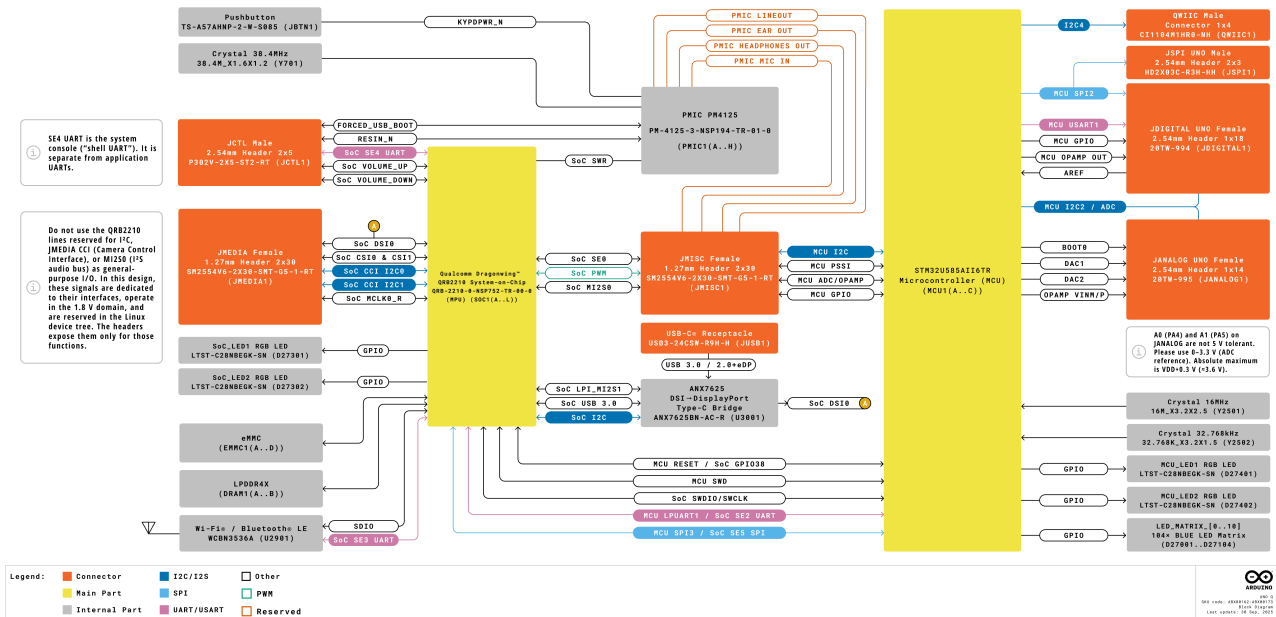 Pushbutton
TS-A57AHNP-2-W-S085 (JBTN1)
KYPDPWR_N
Crystal 38.4MHz
38.4M_X1.6X1.2 (Y701)
PMIC LINEOUT
PMIC EAR OUT
PMIC HEADPHONES OUT
PMIC MIC IN
PMIC PM4125
PM-4125-3-NSP194-TR-01-0
(PMIC1(A..H))
SE4 UART is the system
console ("shell UART"). It is
separate from application
UARTs.
JCTL Male
2.54mm Header 2x5
P302V-2X5-ST2-RT (JCTL1)
FORCED_USB_BOOT
RESIN_N
SoC SE4 UART
SoC VOLUME_UP
SoC VOLUME_DOWN
SoC SWR
Do not use the QRB2210
lines reserved for I²C,
JMEDIA CCI (Camera Control
Interface), or MI2S0 (I²S
audio bus) as general-
purpose I/O. In this design,
these signals are dedicated
to their interfaces, operate
in the 1.8 V domain, and
are reserved in the Linux
device tree. The headers
expose them only for those
functions.
JMEDIA Female
1.27mm Header 2x30
SM2554V6-2X30-SMT-G5-1-RT
(JMEDIA1)
A
SoC DSI0
SoC CSI0 & CSI1
SoC CCI I2C0
SoC CCI I2C1
SoC MCLK0_R
Qualcomm Dragonwing™
QRB2210 System-on-Chip
QRB-2210-0-NSP752-TR-00-0
(MPU) (SOC1(A..L))
SoC SE0
SoC PWM
SoC MI2S0
JMISC Female
1.27mm Header 2x30
SM2554V6-2X30-SMT-G5-1-RT
(JMISC1)
MCU I2C
MCU PSSI
MCU ADC/OPAMP
MCU GPIO
STM32U585AII6TR
Microcontroller (MCU)
(MCU1(A..C))
SoC_LED1 RGB LED
LTST-C28NBEGK-SN (D27301)
GPIO
SoC_LED2 RGB LED
LTST-C28NBEGK-SN (D27302)
GPIO
eMMC
(EMMC1(A..D))
LPDDR4X
(DRAM1(A..B))
Wi-Fi® / Bluetooth® LE
WCBN3536A (U2901)
SDIO
SoC SE3 UART
USB-C® Receptacle
USB3-24CSW-R9H-H (JUSB1)
USB 3.0 / 2.0+eDP
SoC LPI_MI2S1
SoC USB 3.0
SoC I2C
ANX7625
DSI→DisplayPort
Type-C Bridge
ANX7625BN-AC-R (U3001)
SoC DSI0
A
MCU RESET / SoC GPIO38
MCU SWD
SoC SWDIO/SWCLK
MCU LPUART1 / SoC SE2 UART
MCU SPI3 / SoC SE5 SPI
I2C4
QWIIC Male
Connector 1x4
CI1104M1HR0-NH (QWIIC1)
JSPI UNO Male
2.54mm Header 2x3
HD2X03C-R3H-HH (JSPI1)
MCU SPI2
MCU USART1
MCU GPIO
MCU OPAMP OUT
AREF
JDIGITAL UNO Female
2.54mm Header 1x18
20TW-994 (JDIGITAL1)
MCU I2C2 / ADC
BOOT0
DAC1
DAC2
OPAMP VINM/P
JANALOG UNO Female
2.54mm Header 1x14
20TW-995 (JANALOG1)
A0 (PA4) and A1 (PA5) on
JANALOG are not 5 V tolerant.
Please use 0–3.3 V (ADC
reference). Absolute maximum
is VDD+0.3 V (≈3.6 V).
Crystal 16MHz
16M_X3.2X2.5 (Y2501)
Crystal 32.768kHz
32.768K_X3.2X1.5 (Y2502)
GPIO
MCU_LED1 RGB LED
LTST-C28NBEGK-SN (D27401)
GPIO
MCU_LED2 RGB LED
LTST-C28NBEGK-SN (D27402)
GPIO
LED_MATRIX_[0..10]
104× BLUE LED Matrix
(D27001..D27104)
Legend:
Connector
Main Part
Internal Part
I2C/I2S
SPI
UART/USART
Other
PWM
Reserved
ARDUINO
UNO Q
SKU code: ABX00162-ABX00173
Block Diagram
Last update: 30 Sep, 2025